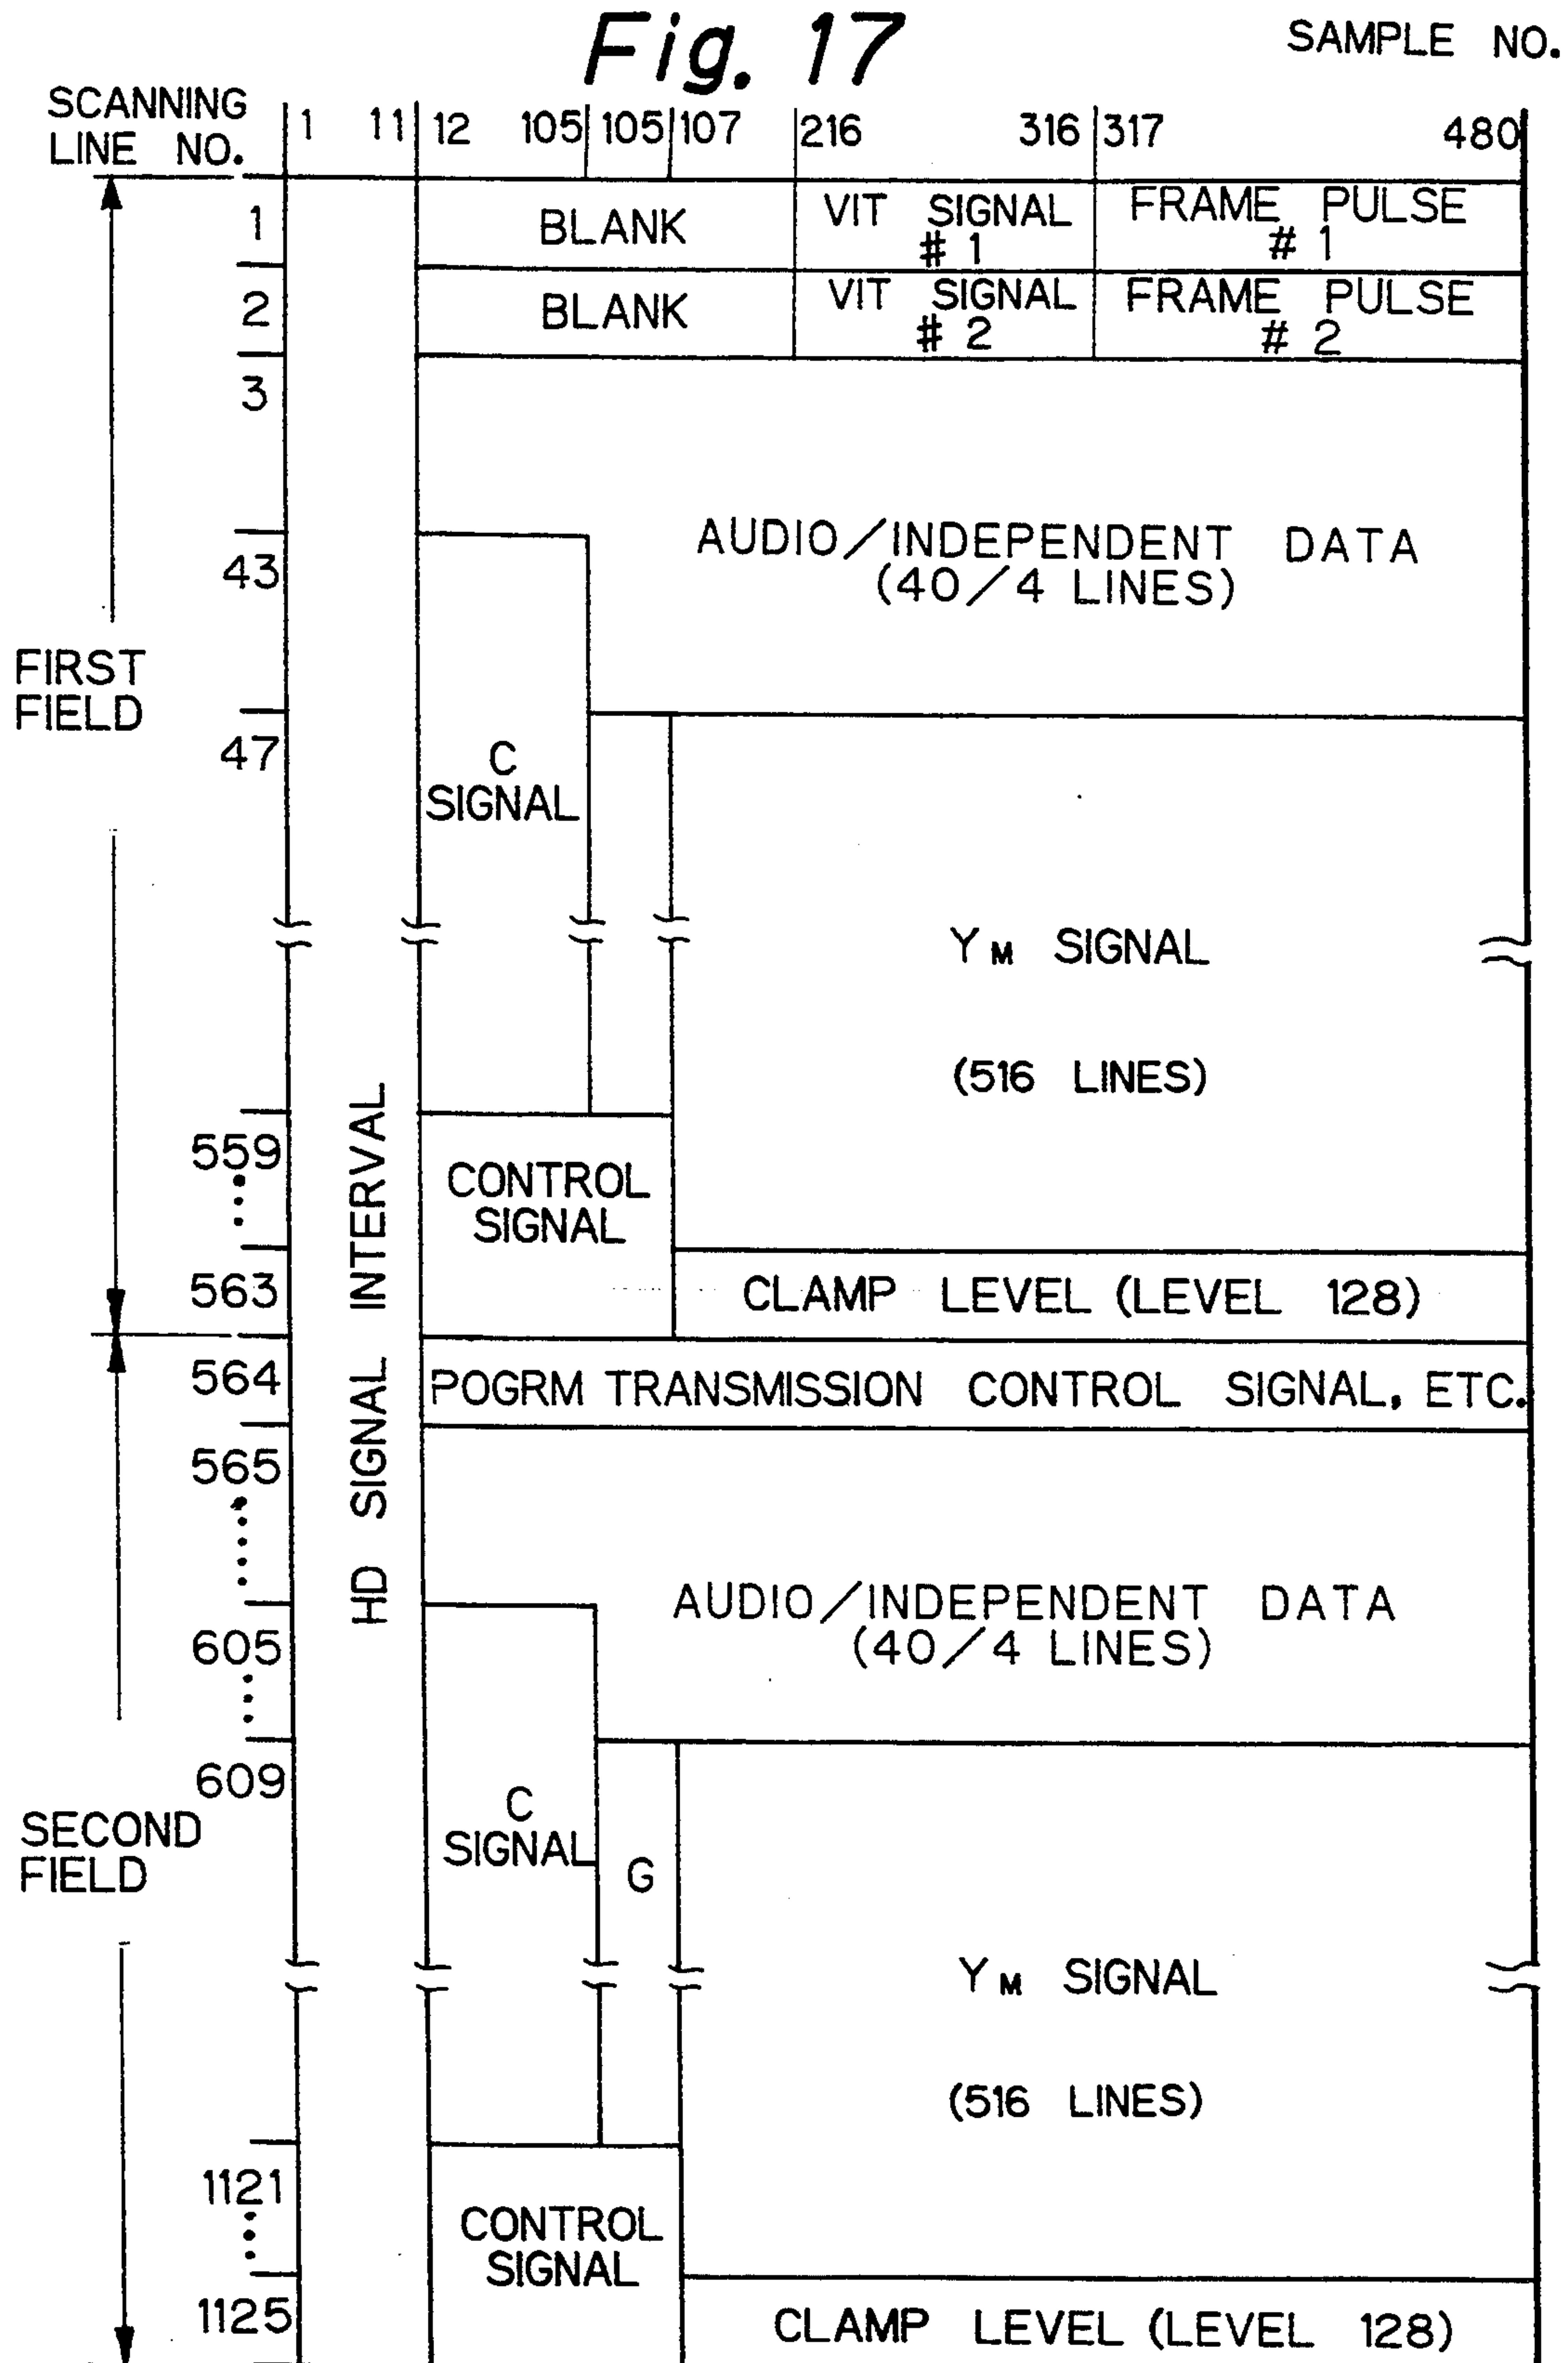 Fig. 17
SAMPLE NO.
SCANNING
LINE NO.
1 11 12 105 105 107 216 316 317 480
1 BLANK VIT SIGNAL # 1 FRAME PULSE # 1
2 BLANK VIT SIGNAL # 2 FRAME PULSE # 2
3
AUDIO/INDEPENDENT DATA
(40/4 LINES)
43
FIRST
FIELD
47
C
SIGNAL
YM SIGNAL
(516 LINES)
HD SIGNAL INTERVAL
559
CONTROL
SIGNAL
563
CLAMP LEVEL (LEVEL 128)
564
POGRM TRANSMISSION CONTROL SIGNAL, ETC.
565
AUDIO/INDEPENDENT DATA
(40/4 LINES)
605
609
SECOND
FIELD
C
SIGNAL
G
YM SIGNAL
(516 LINES)
1121
CONTROL
SIGNAL
1125
CLAMP LEVEL (LEVEL 128)